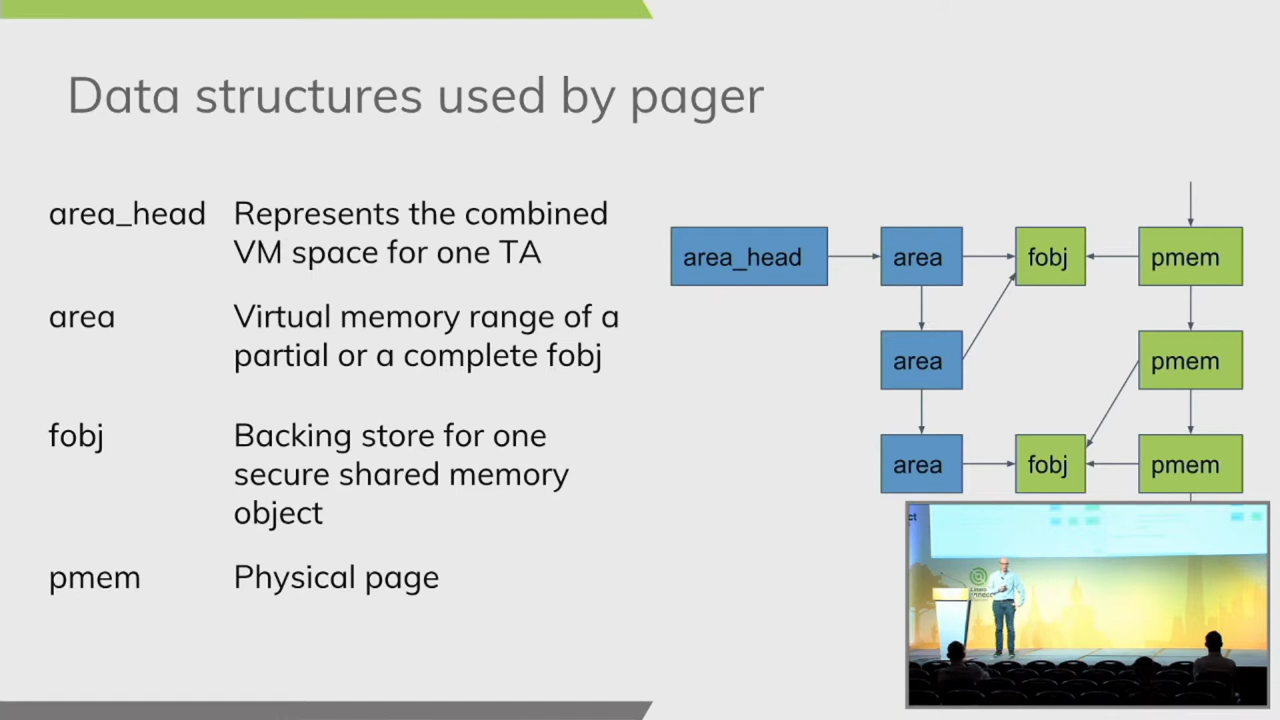 Data structures used by pager
area_head
Represents the combined
VM space for one TA
area
Virtual memory range of a
partial or a complete fobj
fobj
Backing store for one
secure shared memory
object
pmem
Physical page
area_head
area
fobj
pmem
area
pmem
area
fobj
pmem